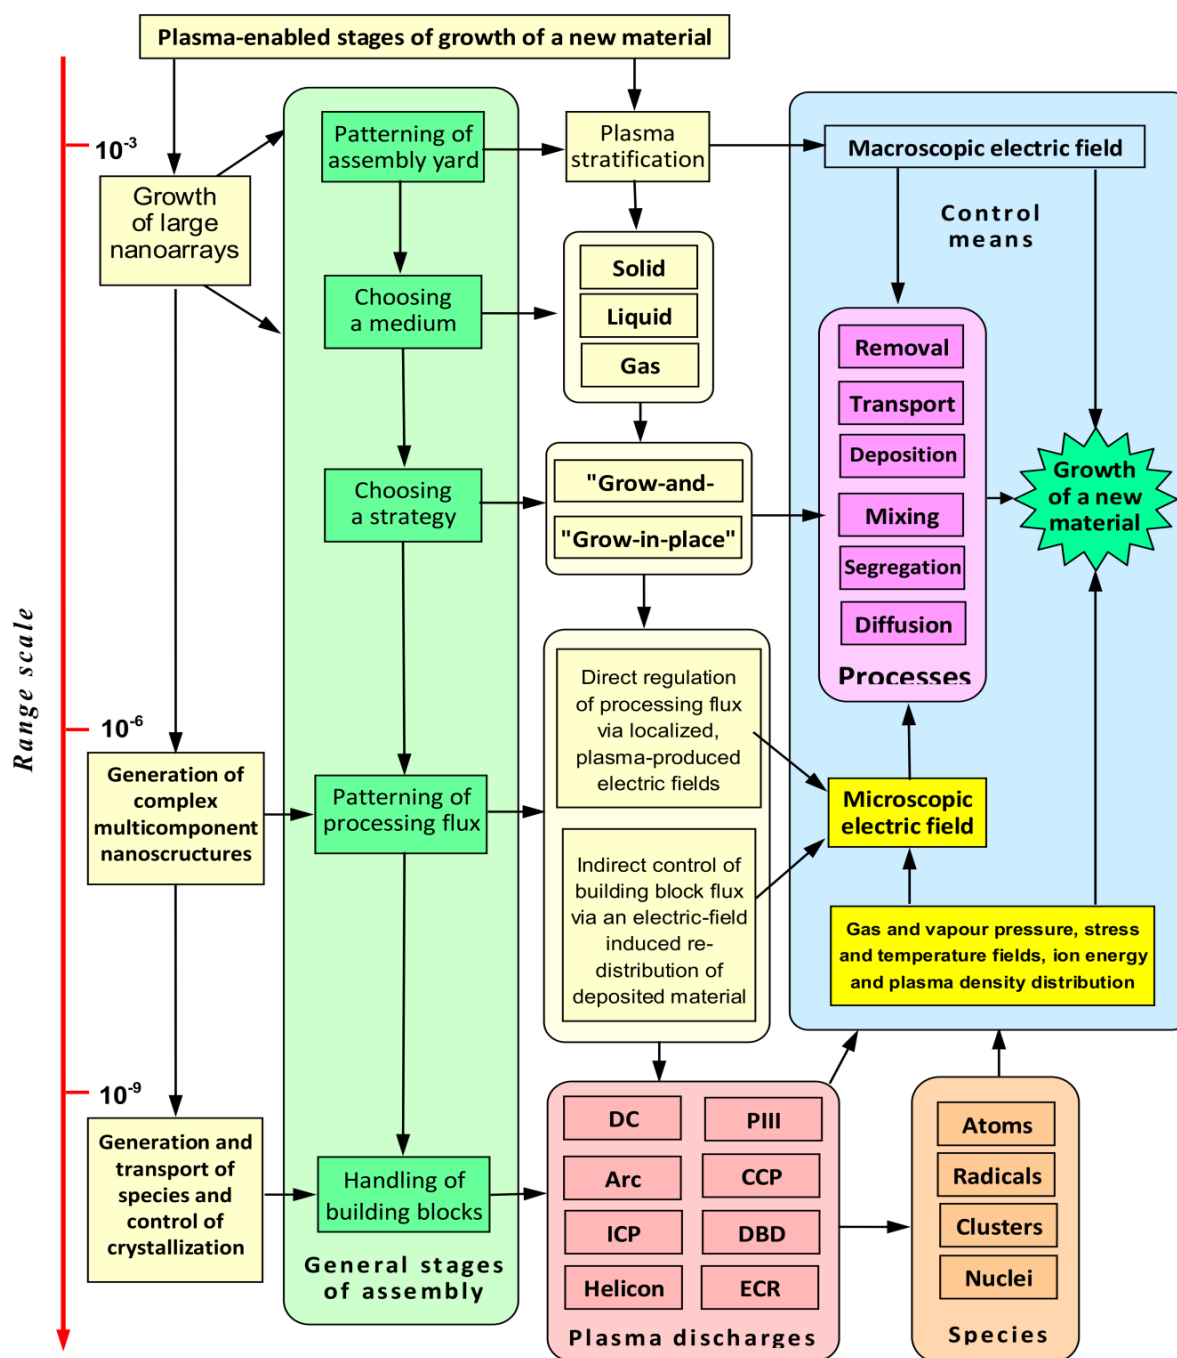 Plasma-enabled stages of growth of a new material
Range scale
10-3
10-6
10-9
Growth
of large
nanoarrays
Generation of
complex
multicomponent
nanoscructures
Generation and
transport of
species and
control of
crystallization
Patterning of
assembly yard
Choosing
a medium
Choosing
a strategy
Patterning of
processing flux
Handling of
building blocks
General stages
of assembly
Plasma
stratification
Solid
Liquid
Gas
"Grow-and-
"Grow-in-place"
Direct regulation
of processing flux
via localized,
plasma-produced
electric fields
Indirect control of
building block flux
via an electric-field
induced re-
distribution of
deposited material
DC
PIII
Arc
CCP
ICP
DBD
Helicon
ECR
Plasma discharges
Macroscopic electric field
Control
means
Removal
Transport
Deposition
Mixing
Segregation
Diffusion
Processes
Growth
of a new
material
Microscopic
electric field
Gas and vapour pressure, stress
and temperature fields, ion energy
and plasma density distribution
Atoms
Radicals
Clusters
Nuclei
Species